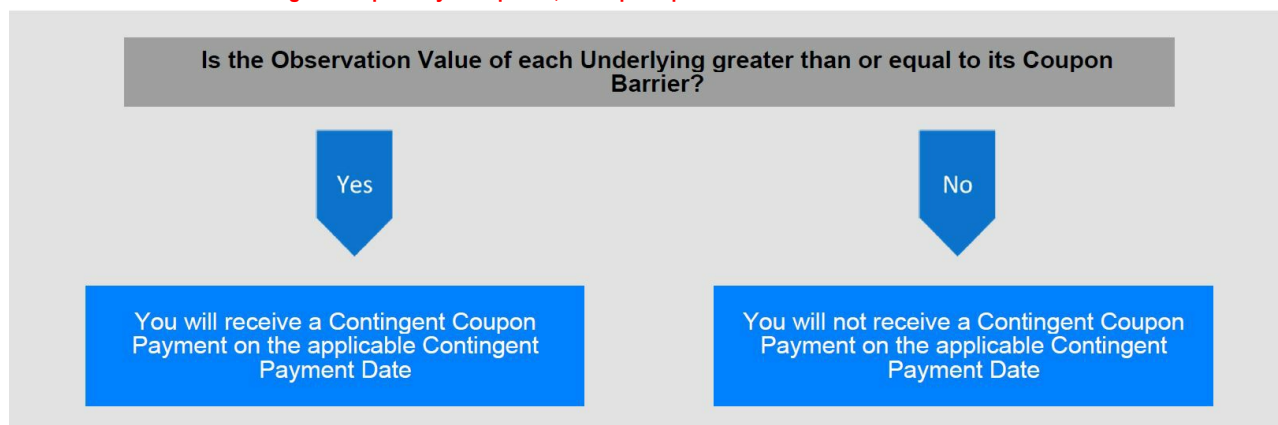 Is the Observation Value of each Underlying greater than or equal to its Coupon
Barrier?
Yes
No
You will receive a Contingent Coupon
Payment on the applicable Contingent
Payment Date
You will not receive a Contingent Coupon
Payment on the applicable Contingent
Payment Date